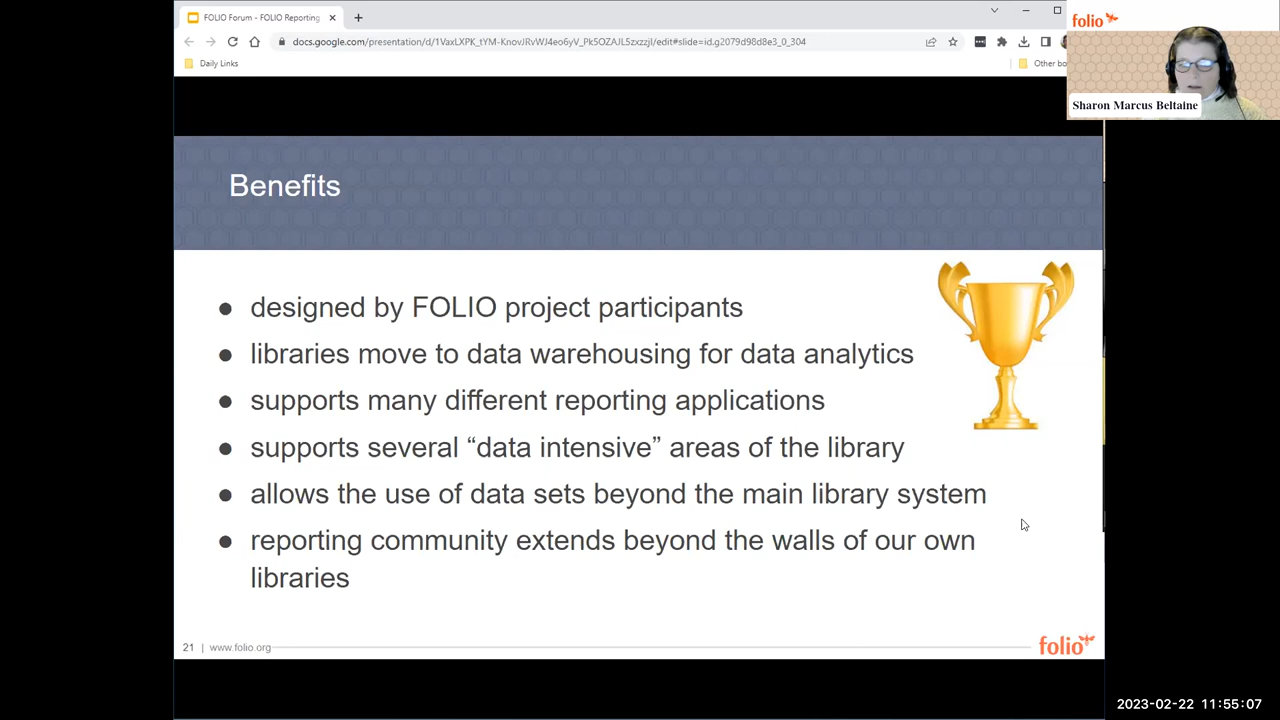 FOLIO Forum - FOLIO Reporting
docs.google.com/presentation/d/1VaxLXPK_tYM-KnovJRvWJ4eo6yV_Pk5OZAJL5zxzzjI/edit#slide=id.g2079d98d8e3_0_304
Daily Links
Other bo
folio
Sharon Marcus Beltaine
Benefits
● designed by FOLIO project participants
● libraries move to data warehousing for data analytics
● supports many different reporting applications
● supports several “data intensive” areas of the library
● allows the use of data sets beyond the main library system
● reporting community extends beyond the walls of our own
libraries
21 | www.folio.org
folio
2023-02-22 11:55:07